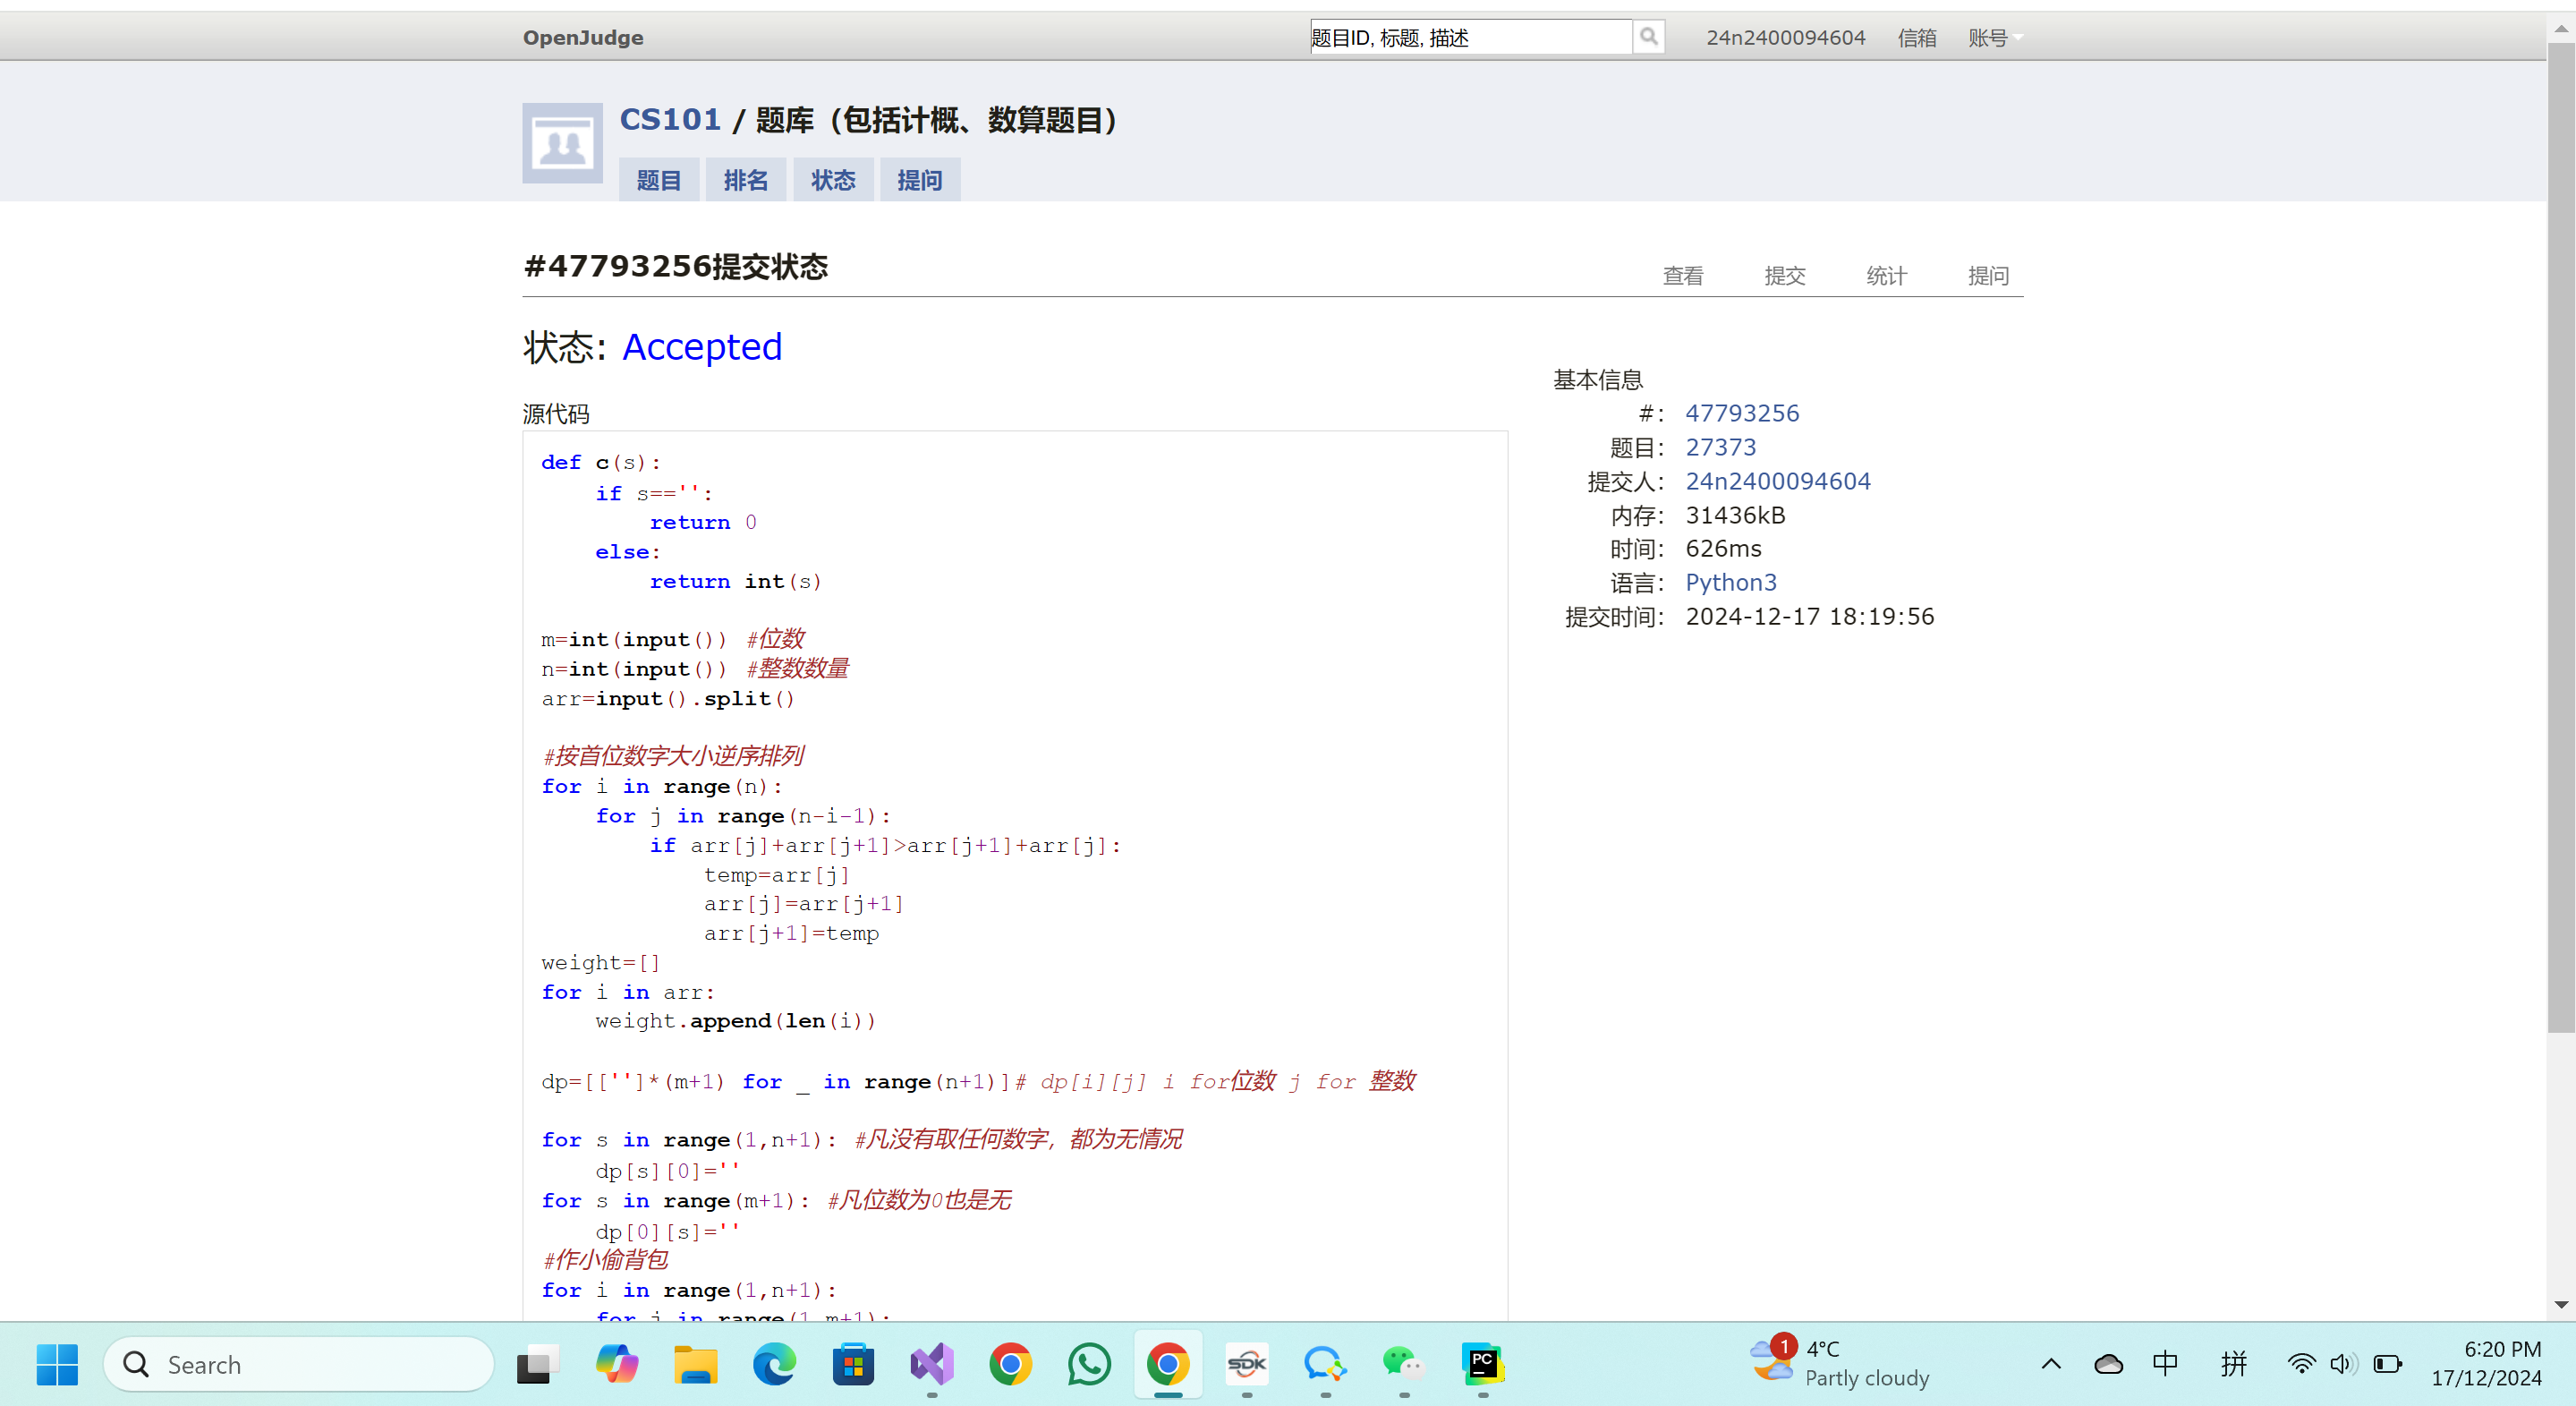 OpenJudge
题目ID, 标题, 描述
24n2400094604 信箱 账号
CS101 / 题库（包括计概、数算题目）
题目 排名 状态 提问
#47793256提交状态
查看 提交 统计 提问
状态: Accepted
源代码
def c(s):
    if s=='':
        return 0
    else:
        return int(s)
m=int(input()) #位数
n=int(input()) #整数数量
arr=input().split()
#按首位数字大小逆序排列
for i in range(n):
    for j in range(n-i-1):
        if arr[j]+arr[j+1]>arr[j+1]+arr[j]:
            temp=arr[j]
            arr[j]=arr[j+1]
            arr[j+1]=temp
weight=[]
for i in arr:
    weight.append(len(i))
dp=[['']*(m+1) for _ in range(n+1)]# dp[i][j] i for位数 j for 整数
for s in range(1,n+1): #凡没有取任何数字，都为无情况
    dp[s][0]=''
for s in range(m+1): #凡位数为0也是无
    dp[0][s]=''
#作小偷背包
for i in range(1,n+1):
    for j in range(1,m+1):
基本信息
#: 47793256
题目: 27373
提交人: 24n2400094604
内存: 31436kB
时间: 626ms
语言: Python3
提交时间: 2024-12-17 18:19:56
Search
SDK
PC
1
4°C
Partly cloudy
中
拼
6:20 PM
17/12/2024